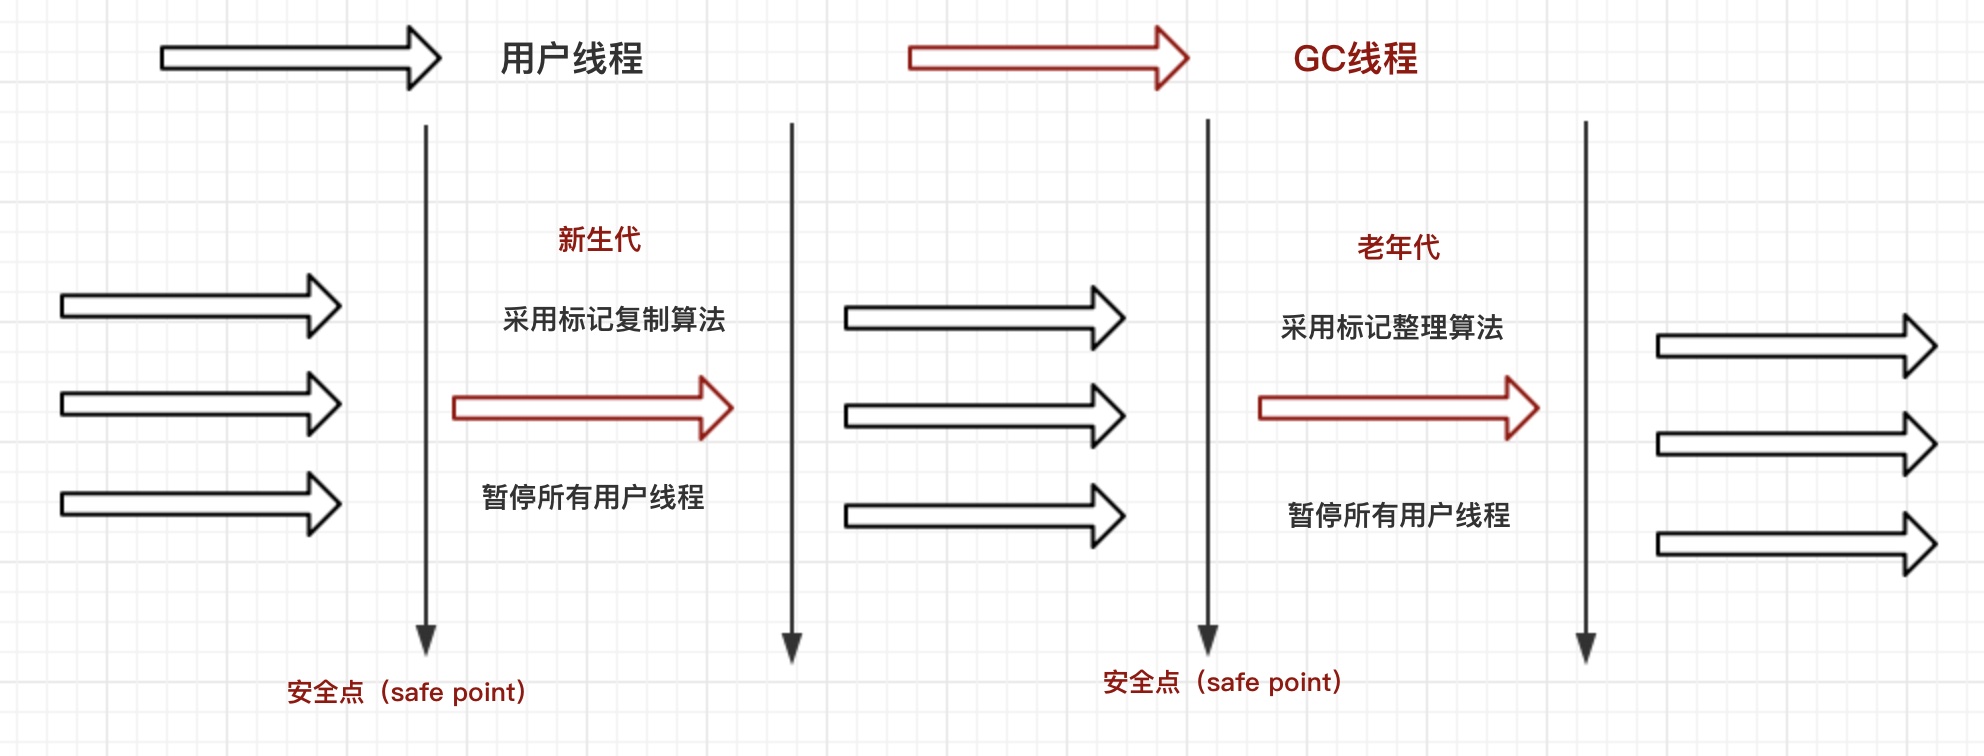 用户线程
GC线程
新生代
采用标记复制算法
暂停所有用户线程
老年代
采用标记整理算法
暂停所有用户线程
安全点（safe point）
安全点（safe point）